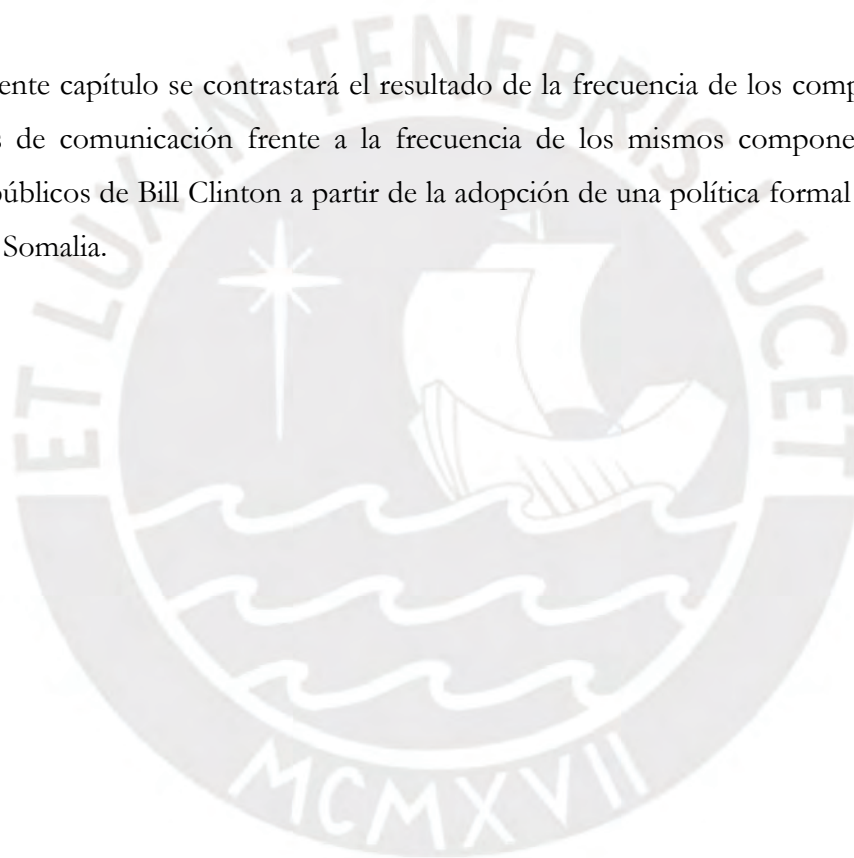 ente capítulo se contrastará el resultado de la frecuencia de los comp
s de comunicación frente a la frecuencia de los mismos compone
públicos de Bill Clinton a partir de la adopción de una política formal
Somalia.
ET LUX IN TENEBRIS LUCET
MCMXVII